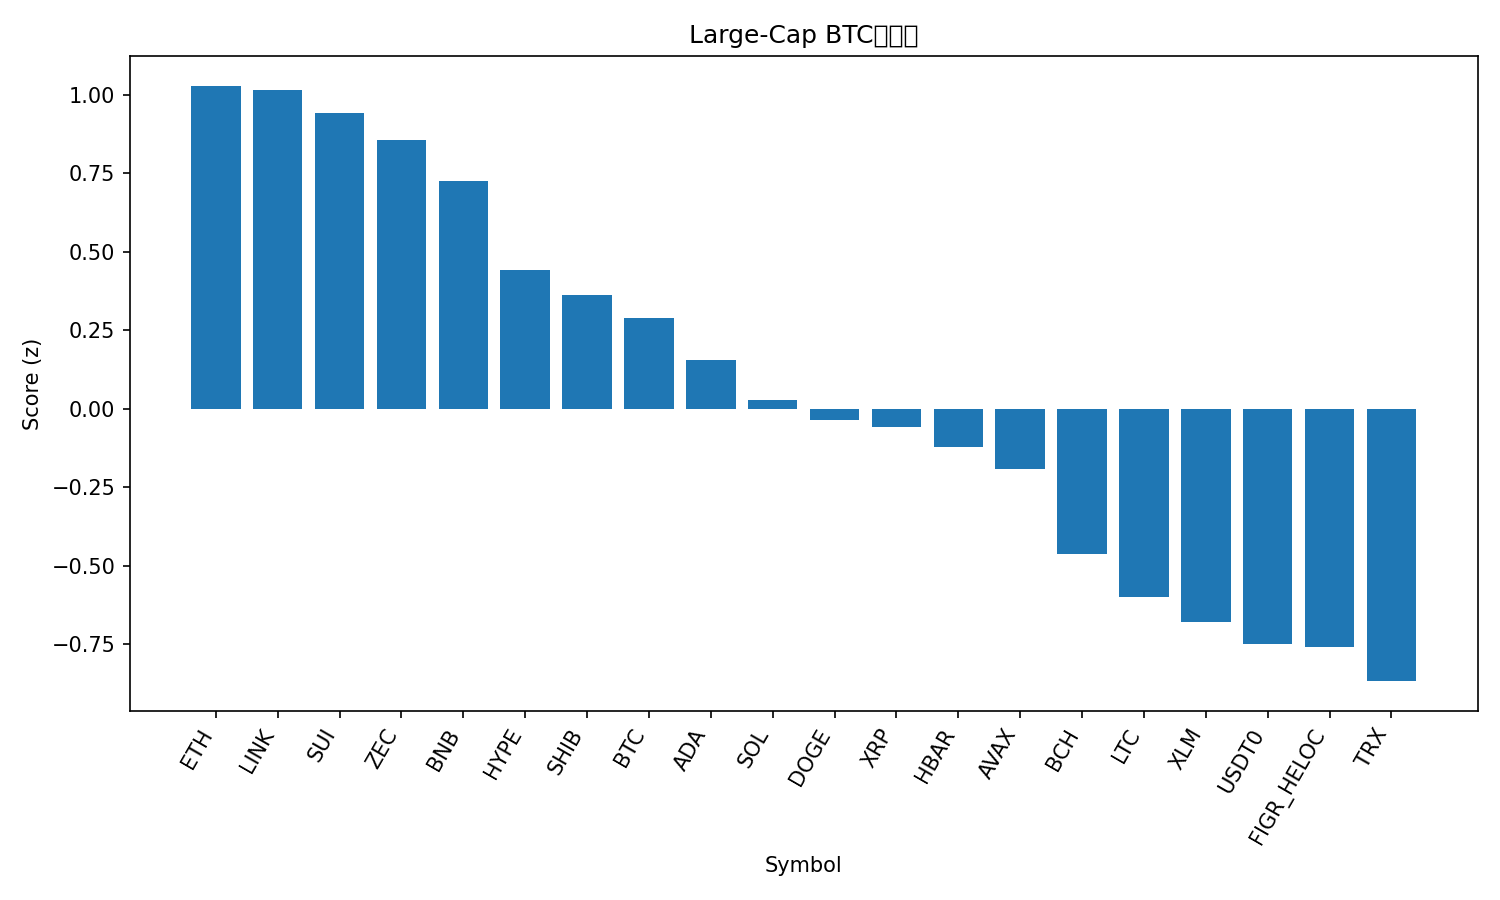 Large-Cap BTC
1.00
0.75
0.50
0.25
0.00
−0.25
−0.50
−0.75
Score (z)
ETH
LINK
SUI
ZEC
BNB
HYPE
SHIB
BTC
ADA
SOL
DOGE
XRP
HBAR
AVAX
BCH
LTC
XLM
USDT0
FIGR_HELOC
TRX
Symbol